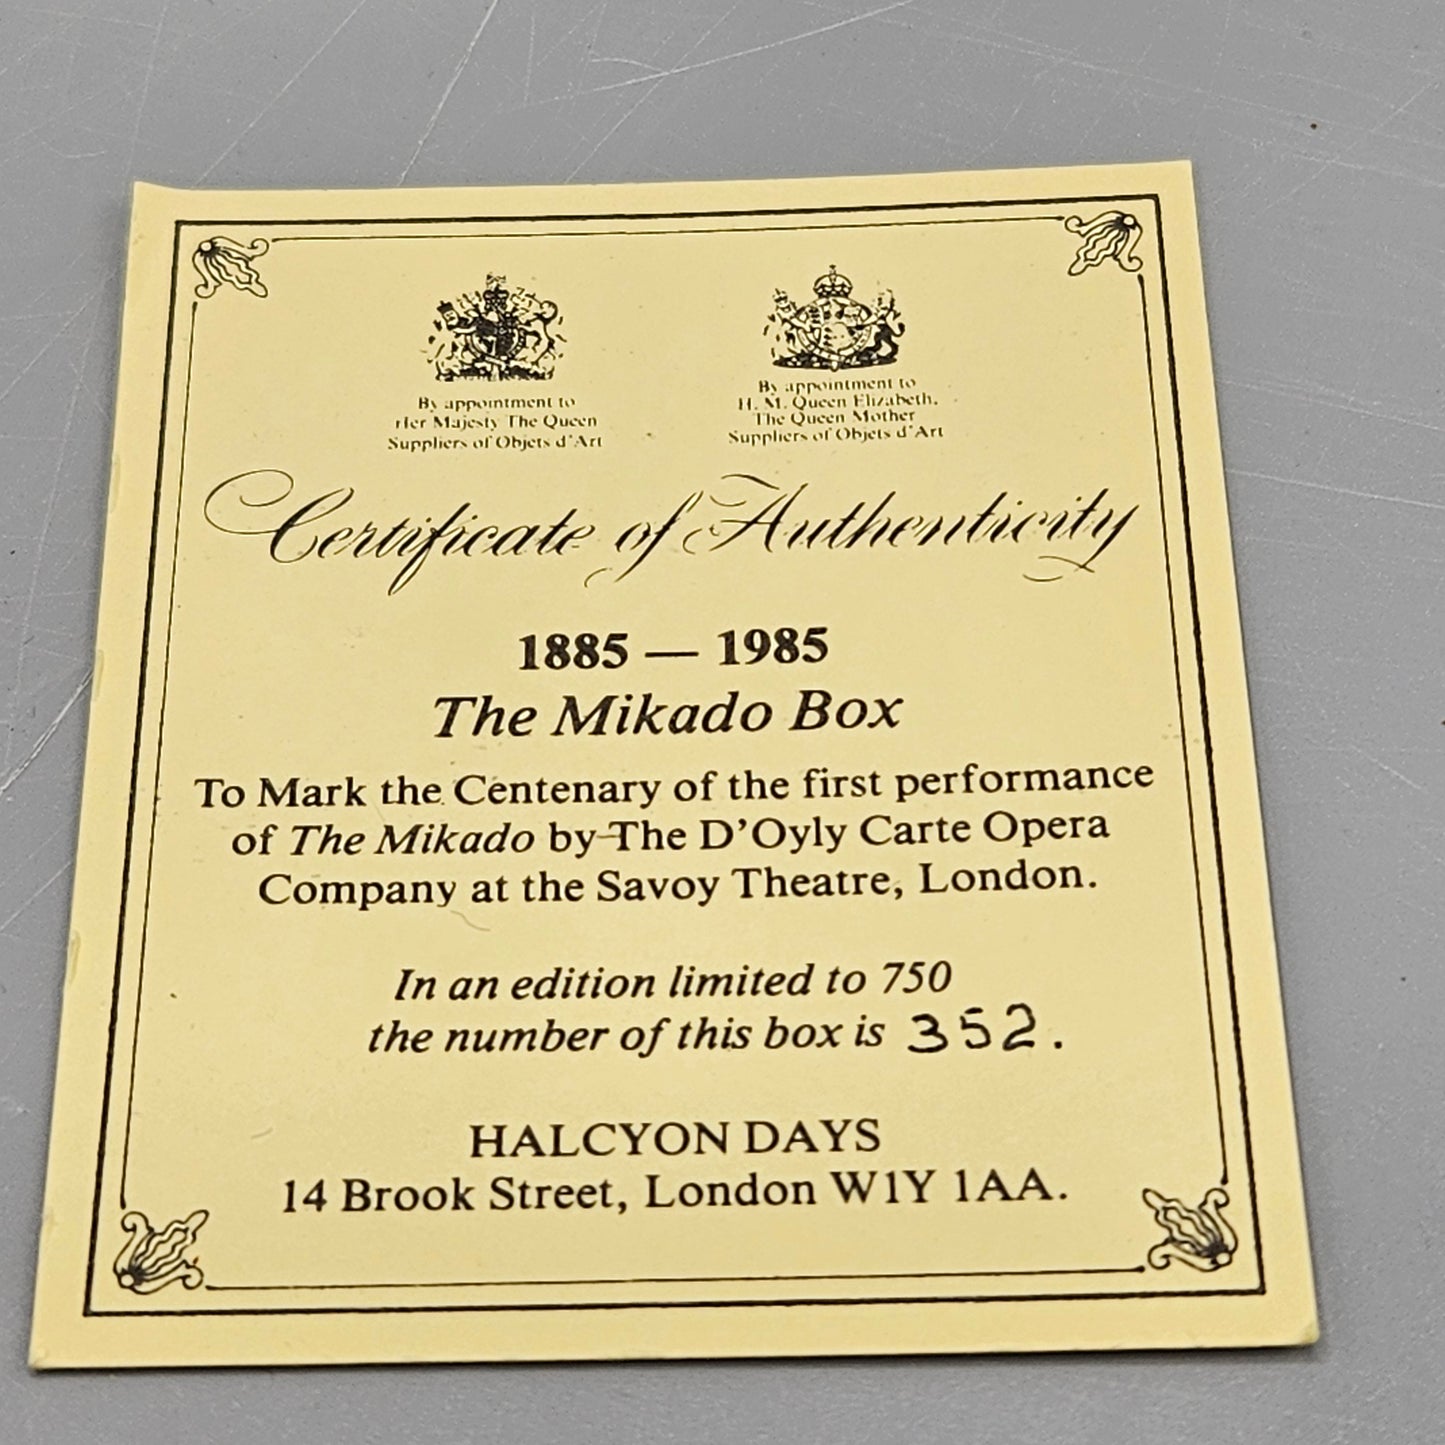 By appointment to
Her Majesty The Queen
Suppliers of Objets d'Art
By appointment to
H. M. Queen Elizabeth,
The Queen Mother
Suppliers of Objets d'Art
Certificate of Authenticity
1885 — 1985
The Mikado Box
To Mark the Centenary of the first performance
of The Mikado by The D'Oyly Carte Opera
Company at the Savoy Theatre, London.
In an edition limited to 750
the number of this box is 352.
HALCYON DAYS
14 Brook Street, London W1Y 1AA.